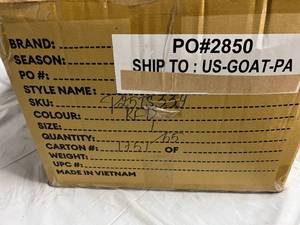 PO#2850
SHIP TO : US-GOAT-PA
BRAND:
SEASON:
PO #:
STYLE NAME:
SKU:
COLOUR: RED
SIZE:
QUANTITY:
CARTON #: OF
WEIGHT:
UPC #:
MADE IN VIETNAM